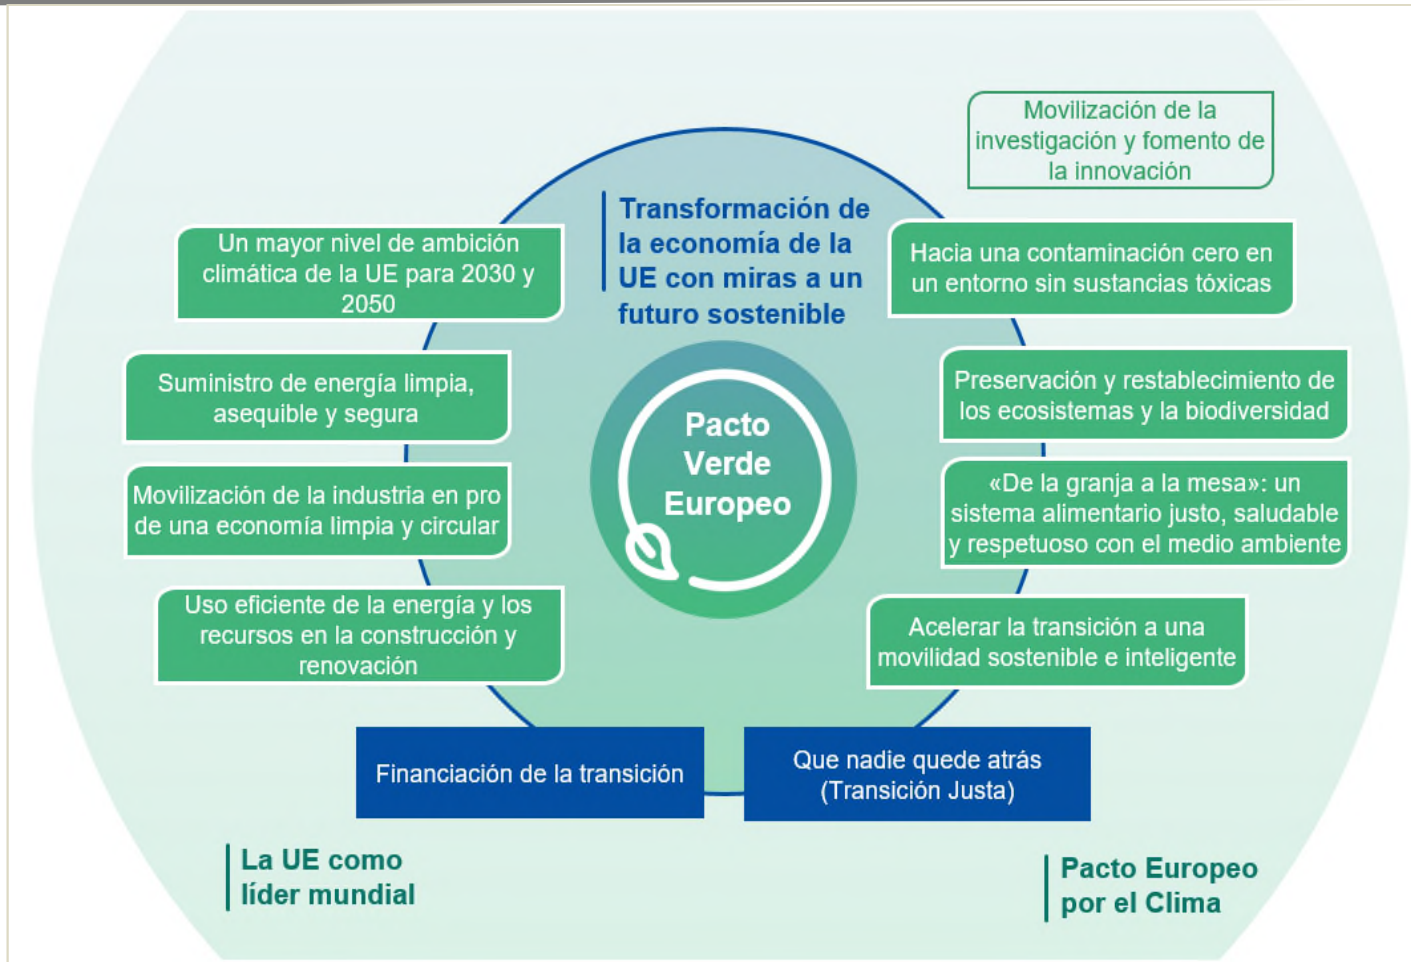 Movilización de la
investigación y fomento de
la innovación
Transformación de
la economía de la
UE con miras a un
futuro sostenible
Un mayor nivel de ambición
climática de la UE para 2030 y
2050
Hacia una contaminación cero en
un entorno sin sustancias tóxicas
Suministro de energía limpia,
asequible y segura
Preservación y restablecimiento de
los ecosistemas y la biodiversidad
Pacto
Verde
Europeo
Movilización de la industria en pro
de una economía limpia y circular
«De la granja a la mesa»: un
sistema alimentario justo, saludable
y respetuoso con el medio ambiente
Uso eficiente de la energía y los
recursos en la construcción y
renovación
Acelerar la transición a una
movilidad sostenible e inteligente
Financiación de la transición
Que nadie quede atrás
(Transición Justa)
La UE como
líder mundial
Pacto Europeo
por el Clima